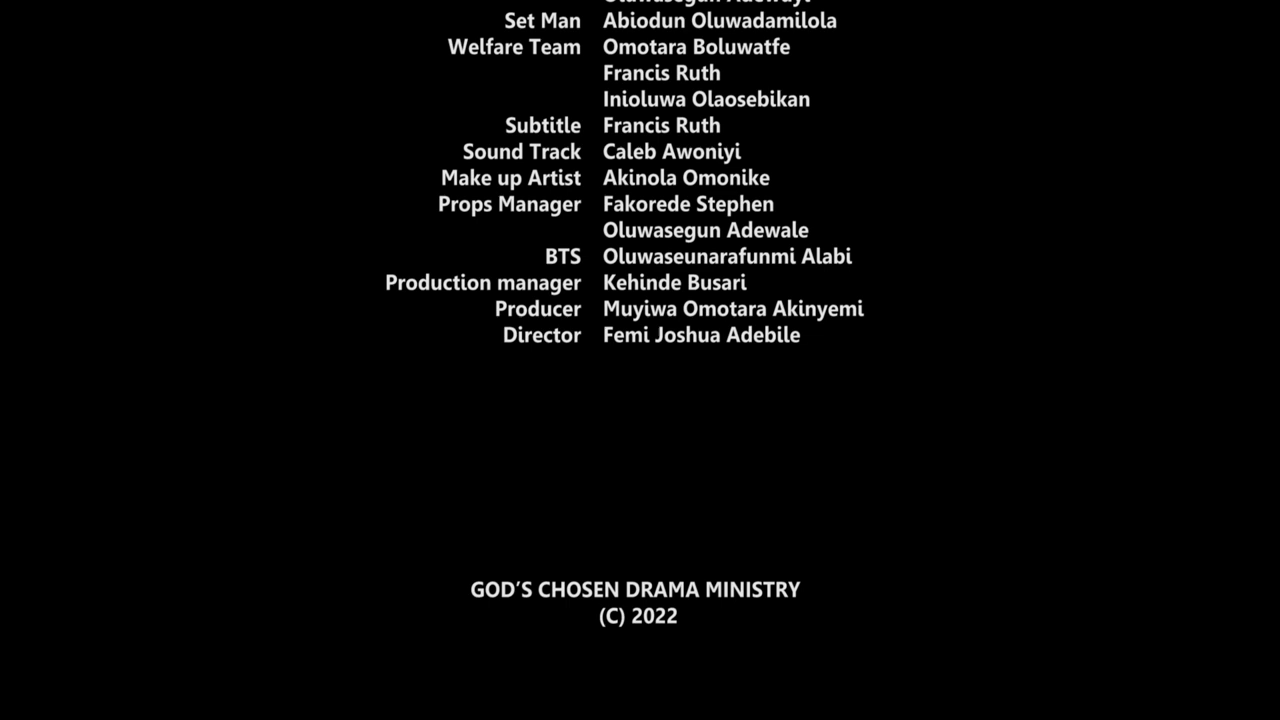 Set Man Abiodun Oluwadamilola
Welfare Team Omotara Boluwatfe
Francis Ruth
Inioluwa Olaosebikan
Subtitle Francis Ruth
Sound Track Caleb Awoniyi
Make up Artist Akinola Omonike
Props Manager Fakorede Stephen
Oluwasegun Adewale
BTS Oluwaseunarafunmi Alabi
Production manager Kehinde Busari
Producer Muyiwa Omotara Akinyemi
Director Femi Joshua Adebile
GOD'S CHOSEN DRAMA MINISTRY
(C) 2022